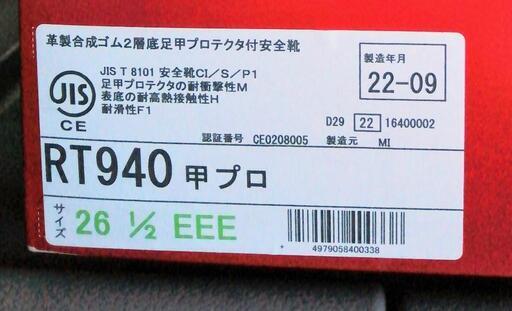 革製合成ゴム2層底足甲プロテクタ付安全靴
製造年月
22-09
JIS
CE
JIS T 8101 安全靴CI/S/P1
足甲プロテクタの耐衝撃性M
表底の耐高熱接触性H
耐滑性F1
D29 22 16400002
認証番号 CE0208005 製造元 MI
RT940 甲プロ
サイズ
26 1/2 EEE
4979058400338